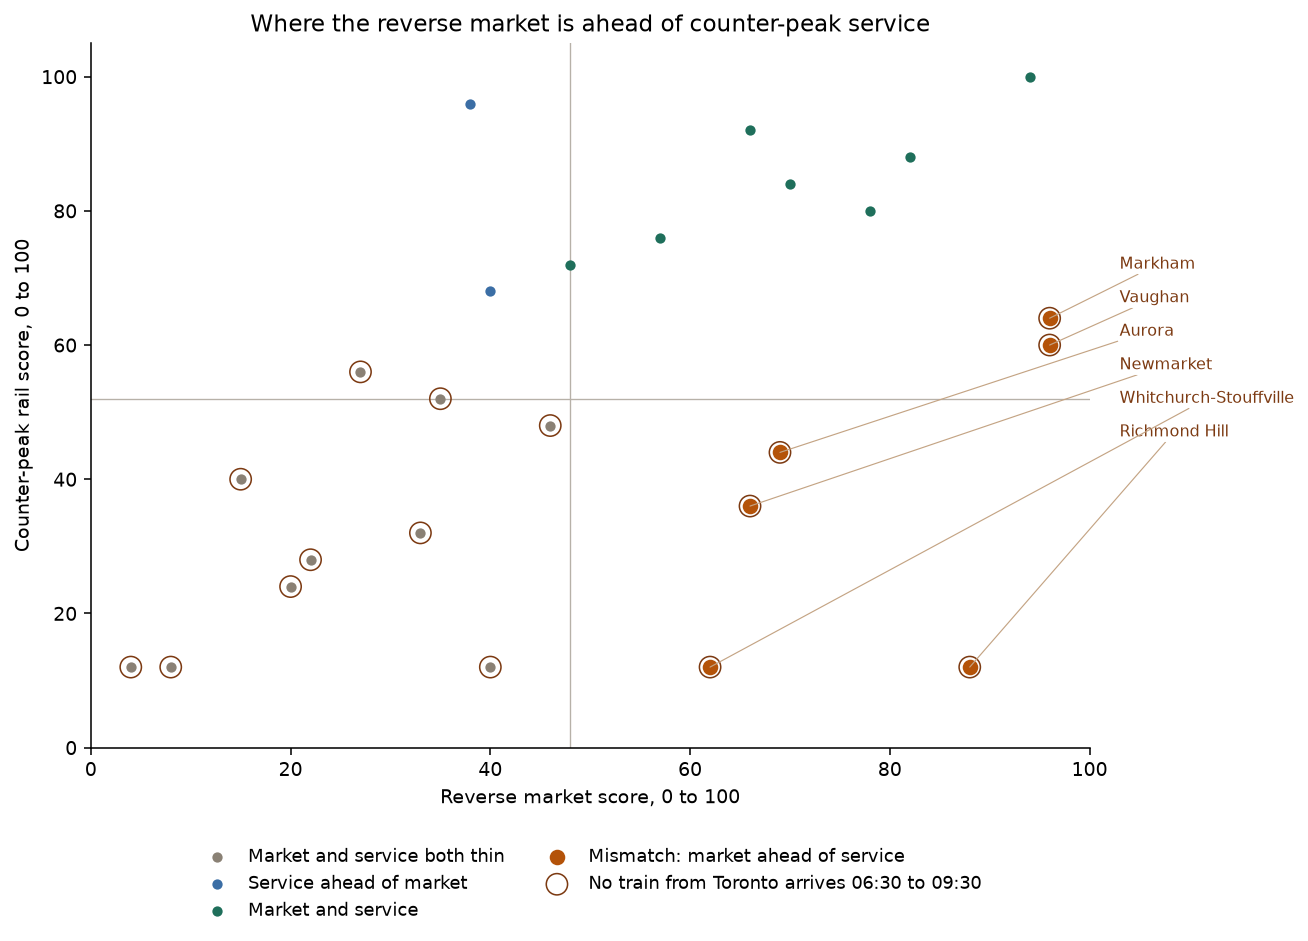 Where the reverse market is ahead of counter-peak service
Counter-peak rail score, 0 to 100
100
80
60
40
20
0
Markham
Vaughan
Aurora
Newmarket
Whitchurch-Stouffville
Richmond Hill
0 20 40 60 80 100
Reverse market score, 0 to 100
Market and service both thin
Service ahead of market
Market and service
Mismatch: market ahead of service
No train from Toronto arrives 06:30 to 09:30